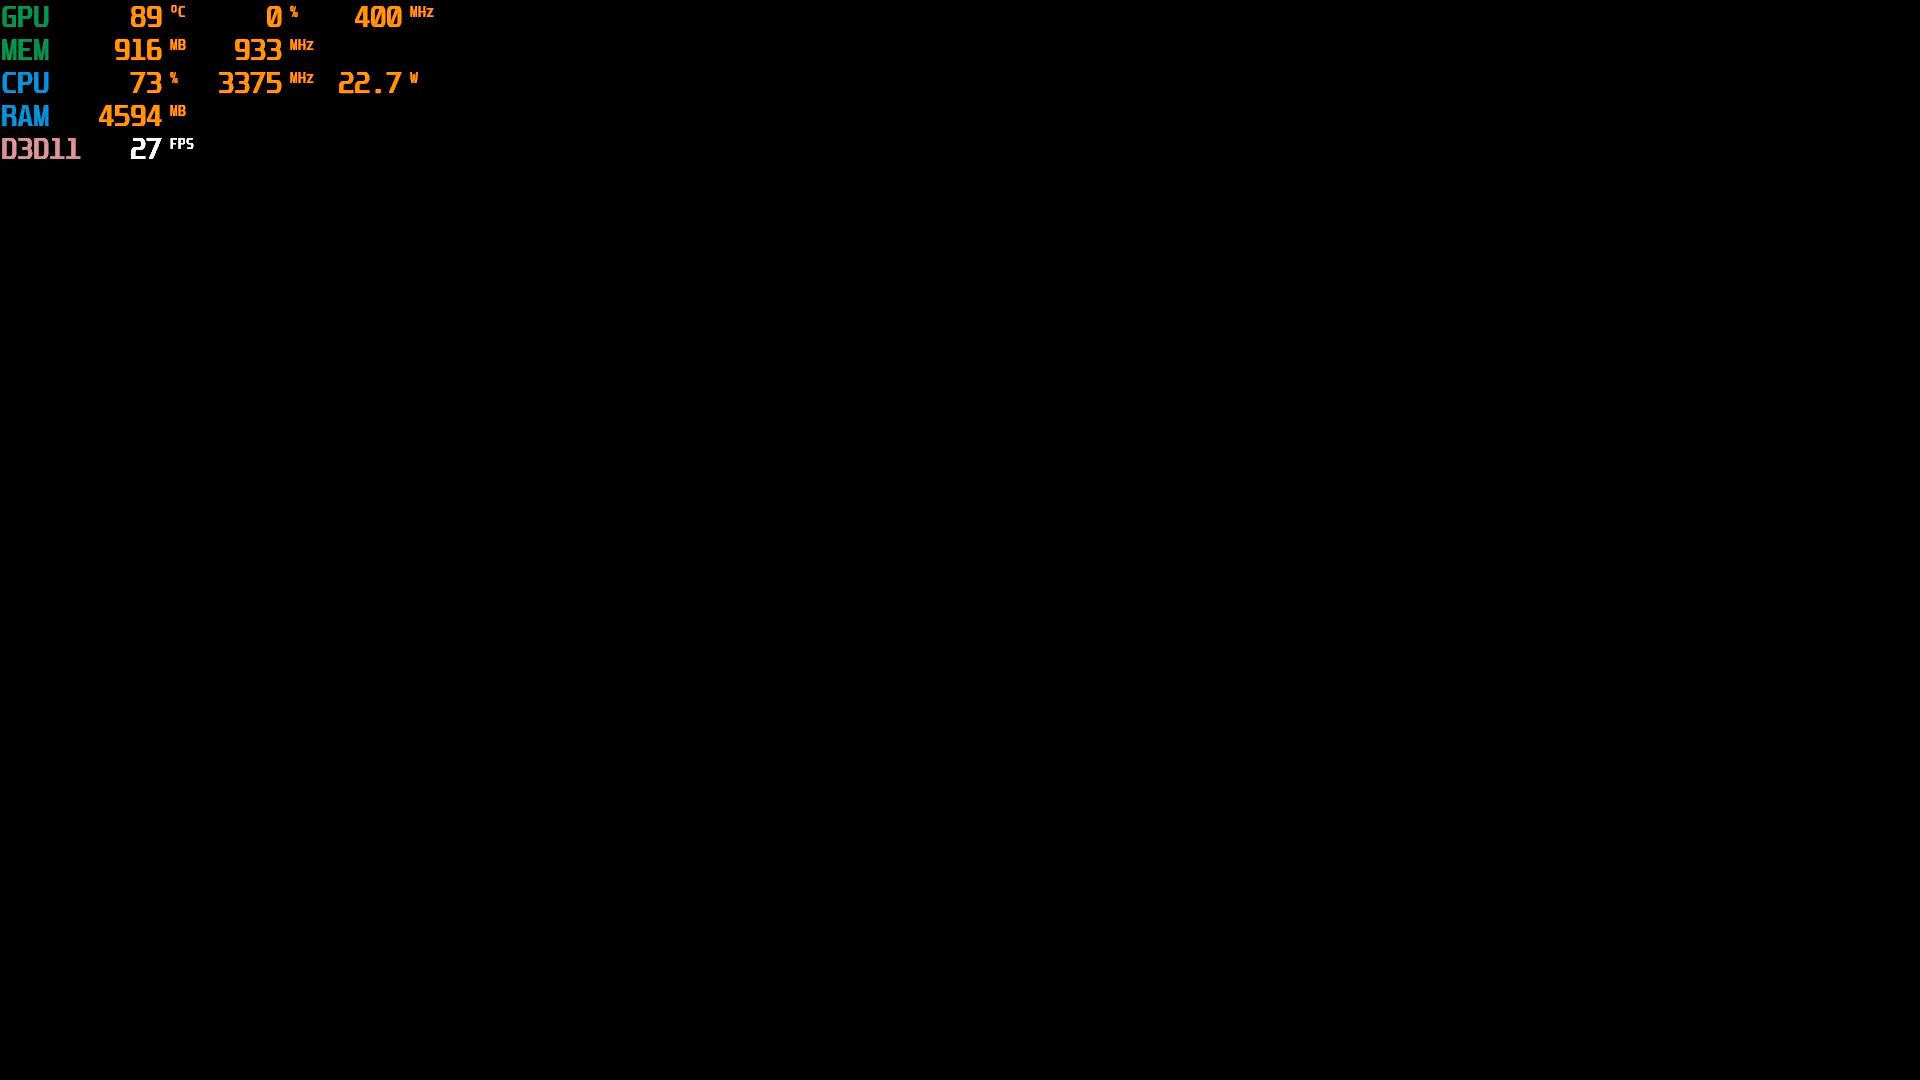 GPU 89 °C 0 % 400 MHz
MEM 916 MB 933 MHz
CPU 73 % 3375 MHz 22.7 W
RAM 4594 MB
D3D11 27 FPS